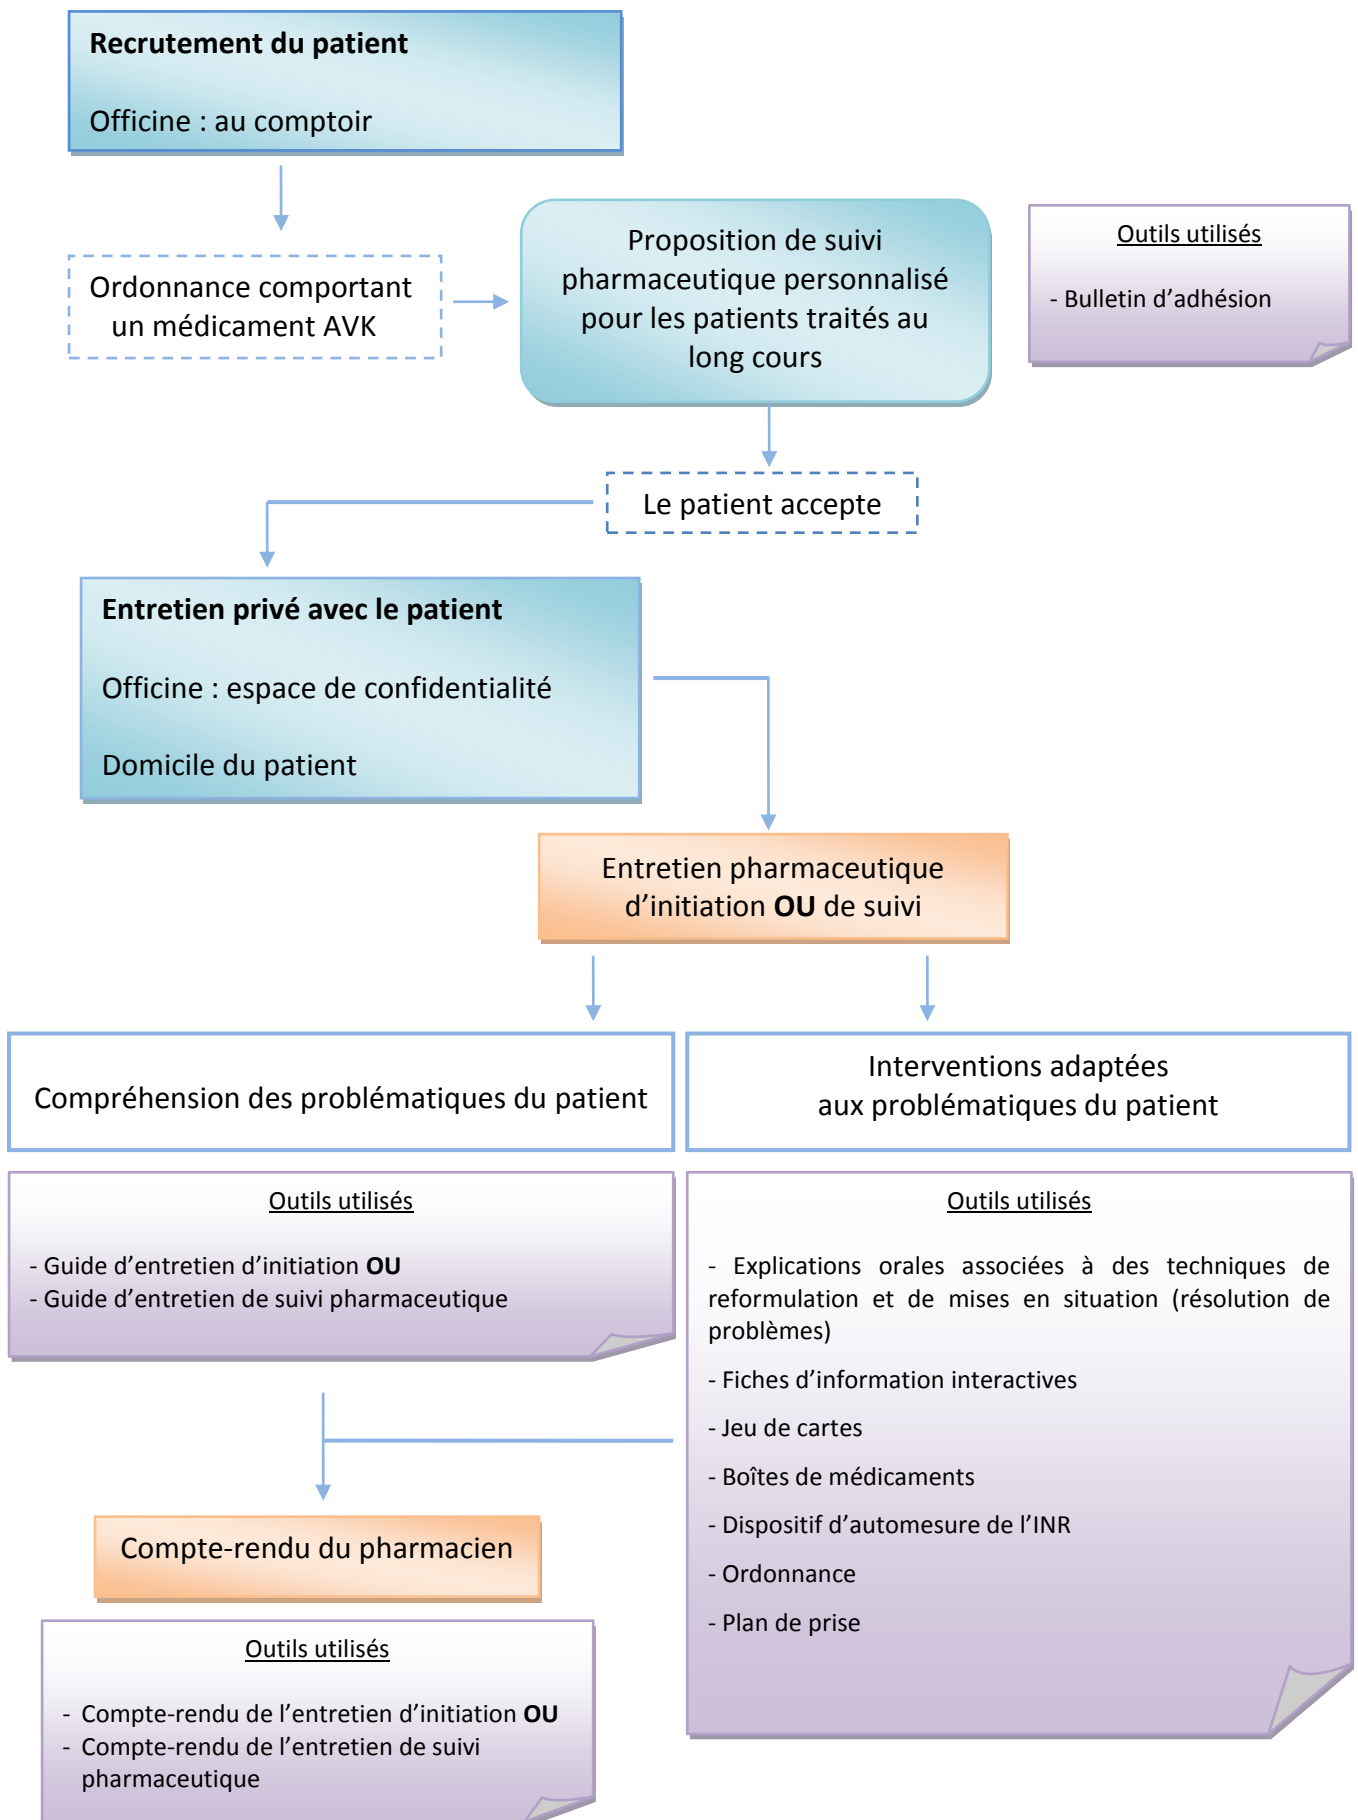 Recrutement du patient
Officine : au comptoir
Ordonnance comportant
un médicament AVK
Proposition de suivi
pharmaceutique personnalisé
pour les patients traités au
long cours
Outils utilisés
- Bulletin d’adhésion
Le patient accepte
Entretien privé avec le patient
Officine : espace de confidentialité
Domicile du patient
Entretien pharmaceutique
d’initiation OU de suivi
Compréhension des problématiques du patient
Interventions adaptées
aux problématiques du patient
Outils utilisés
- Guide d’entretien d’initiation OU
- Guide d’entretien de suivi pharmaceutique
Outils utilisés
- Explications orales associées à des techniques de
reformulation et de mises en situation (résolution de
problèmes)
- Fiches d’information interactives
- Jeu de cartes
- Boîtes de médicaments
- Dispositif d’automesure de l’INR
- Ordonnance
- Plan de prise
Compte-rendu du pharmacien
Outils utilisés
- Compte-rendu de l’entretien d’initiation OU
- Compte-rendu de l’entretien de suivi
pharmaceutique